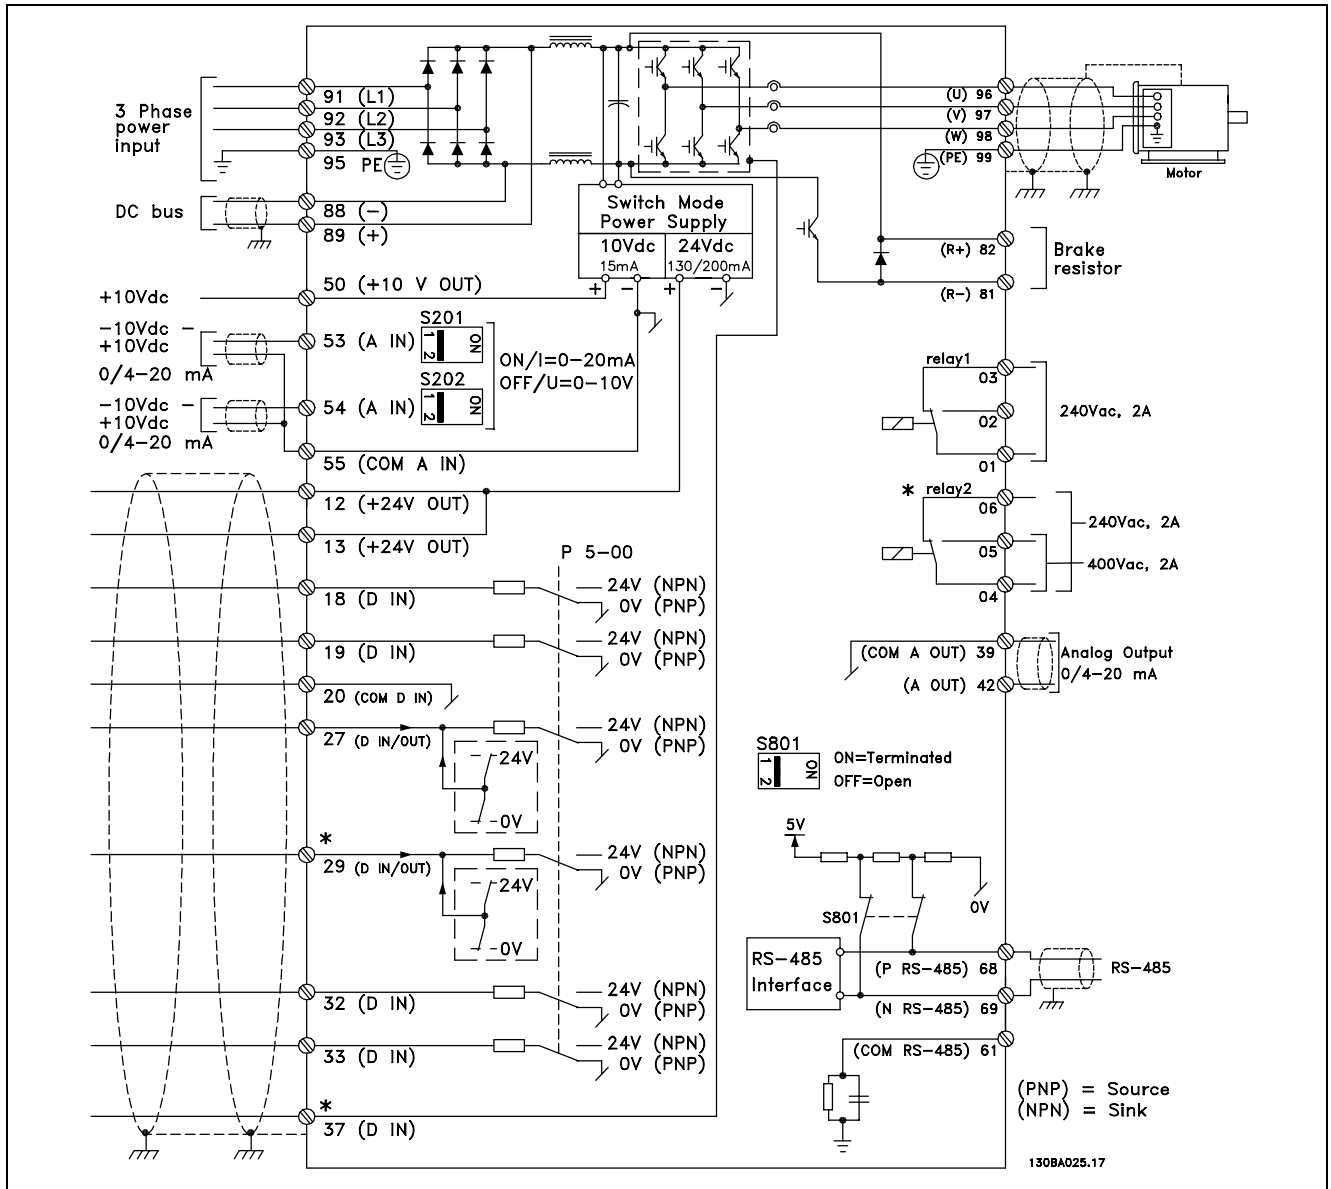 3 Phase
power
input
91 (L1)
92 (L2)
93 (L3)
95 PE
DC bus
88 (-)
89 (+)
Switch Mode
Power Supply
10Vdc
15mA
24Vdc
130/200mA
+ - + -
(U) 96
(V) 97
(W) 98
(PE) 99
Motor
(R+) 82
(R-) 81
Brake
resistor
+10Vdc
50 (+10 V OUT)
-10Vdc -
+10Vdc
0/4-20 mA
53 (A IN)
S201
1 2
ON
-10Vdc -
+10Vdc
0/4-20 mA
54 (A IN)
S202
1 2
ON
ON/I=0-20mA
OFF/U=0-10V
55 (COM A IN)
12 (+24V OUT)
13 (+24V OUT)
P 5-00
18 (D IN)
24V (NPN)
0V (PNP)
19 (D IN)
24V (NPN)
0V (PNP)
20 (COM D IN)
27 (D IN/OUT)
24V (NPN)
0V (PNP)
24V
0V
*
29 (D IN/OUT)
24V (NPN)
0V (PNP)
24V
0V
32 (D IN)
24V (NPN)
0V (PNP)
33 (D IN)
24V (NPN)
0V (PNP)
*
37 (D IN)
relay1
03
02
01
240Vac, 2A
* relay2
06
05
04
240Vac, 2A
400Vac, 2A
(COM A OUT) 39
(A OUT) 42
Analog Output
0/4-20 mA
S801
1 2
ON
ON=Terminated
OFF=Open
5V
0V
S801
RS-485
Interface
(P RS-485) 68
(N RS-485) 69
(COM RS-485) 61
RS-485
(PNP) = Source
(NPN) = Sink
130BA025.17